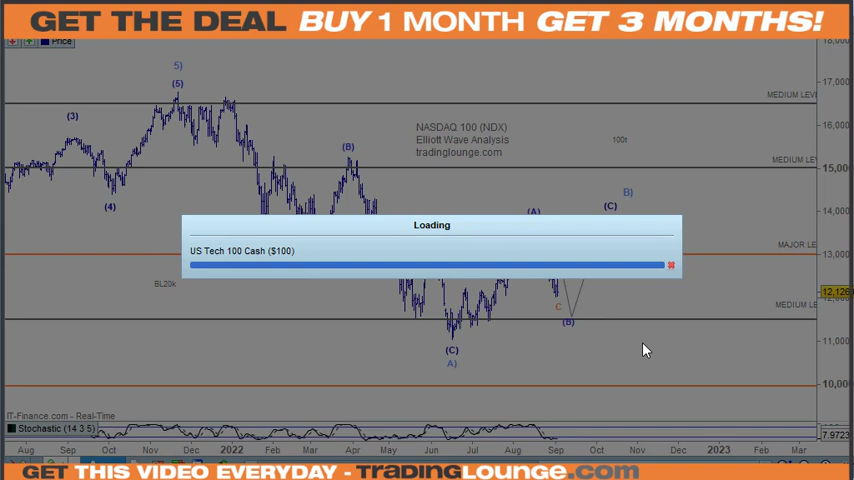 GET THE DEAL BUY 1 MONTH GET 3 MONTHS!
Price
18,000
5)
(5)
17,000
MEDIUM LEV
(3)
NASDAQ 100 (NDX)
Elliott Wave Analysis
tradinglounge.com
16,000
100t
(B)
MEDIUM LEV
15,000
B)
(4)
(A)
(C)
14,000
Loading
MAJOR LE
US Tech 100 Cash ($100)
13,000
BL20k
12,126
C
MEDIUM LEV
(B)
(C)
11,000
A)
10,000
IT-Finance.com - Real-Time
Stochastic (14 3 5)
7.9723
Aug Sep Oct Nov Dec 2022 Feb Mar Apr May Jun Jul Aug Sep Oct Nov Dec 2023 Feb Mar
GET THIS VIDEO EVERYDAY - TradingLounge.com